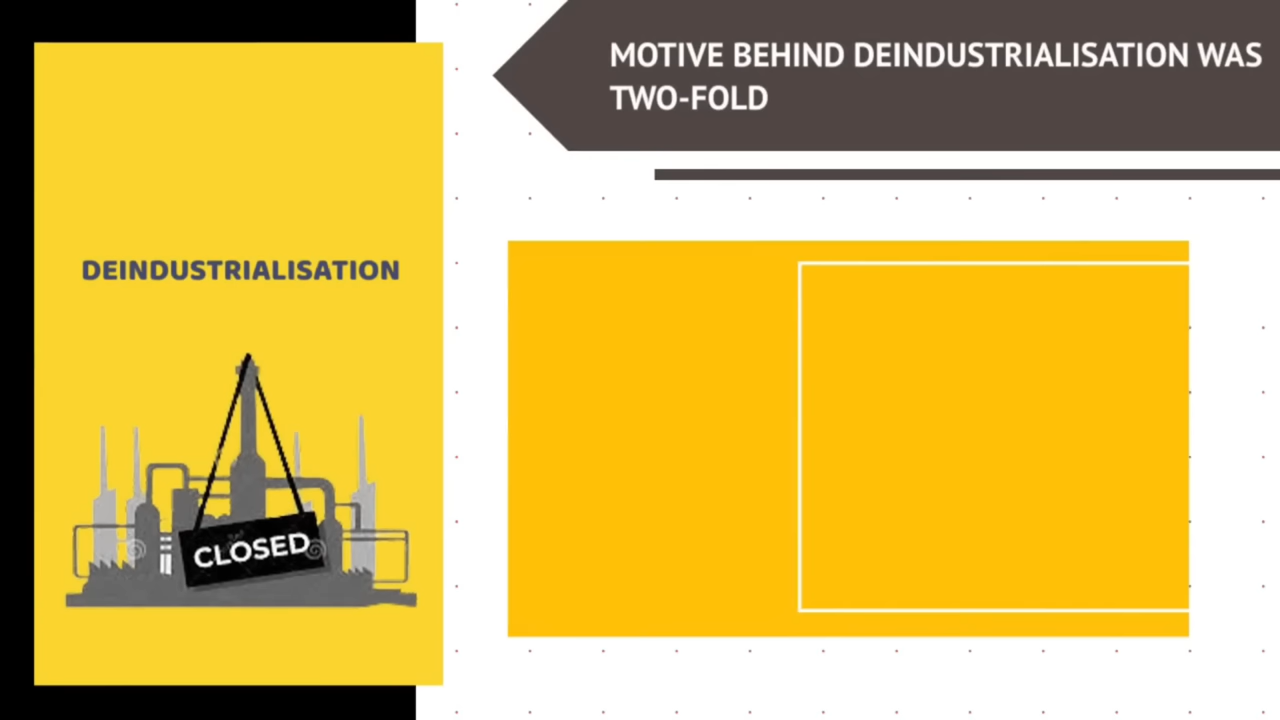 MOTIVE BEHIND DEINDUSTRIALISATION WAS
TWO-FOLD
DEINDUSTRIALISATION
CLOSED